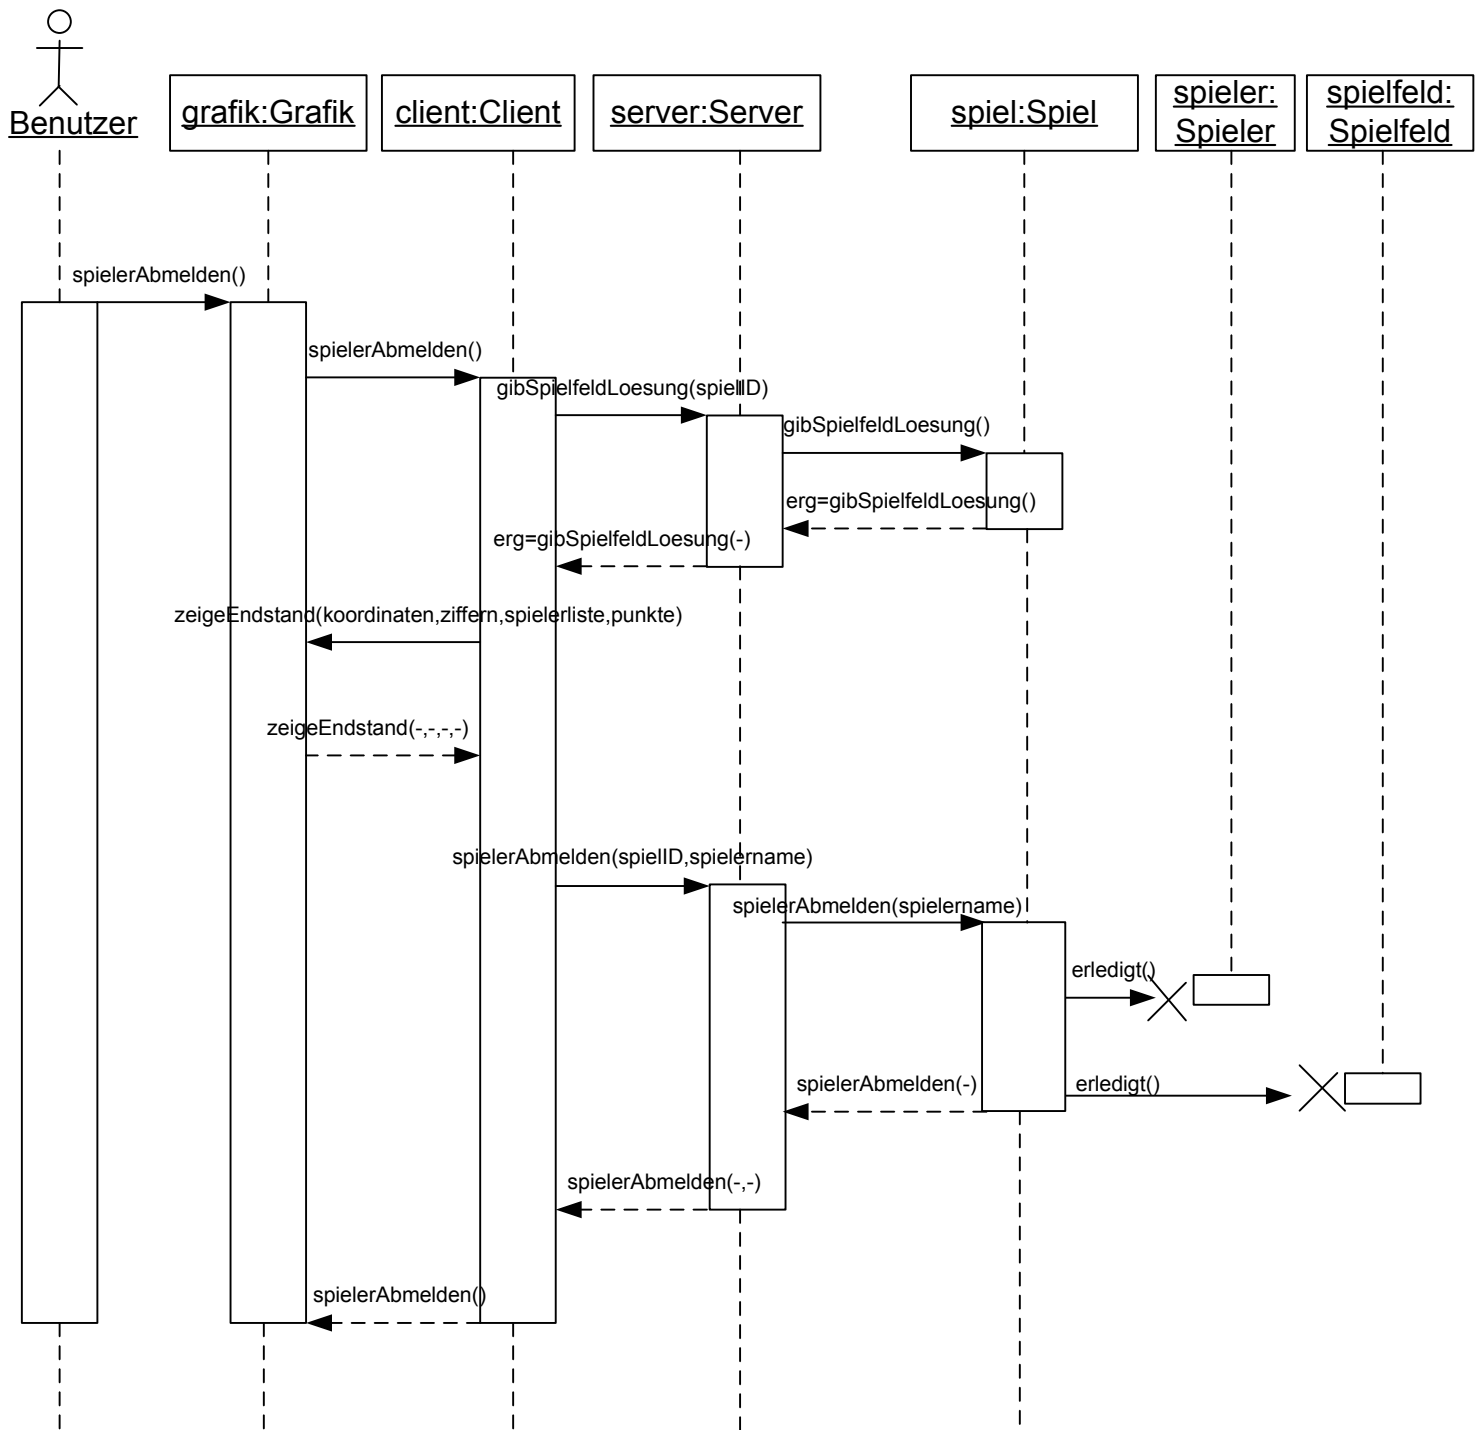 Benutzer
grafik:Grafik
client:Client
server:Server
spiel:Spiel
spieler:
Spieler
spielfeld:
Spielfeld
spielerAbmelden()
spielerAbmelden()
gibSpielfeldLoesung(spielID)
gibSpielfeldLoesung()
erg=gibSpielfeldLoesung()
erg=gibSpielfeldLoesung(-)
zeigeEndstand(koordinaten,ziffern,spielerliste,punkte)
zeigeEndstand(-,-,-,-)
spielerAbmelden(spielID,spielername)
spielerAbmelden(spielername)
erledigt()
erledigt()
spielerAbmelden(-)
spielerAbmelden(-,-)
spielerAbmelden()